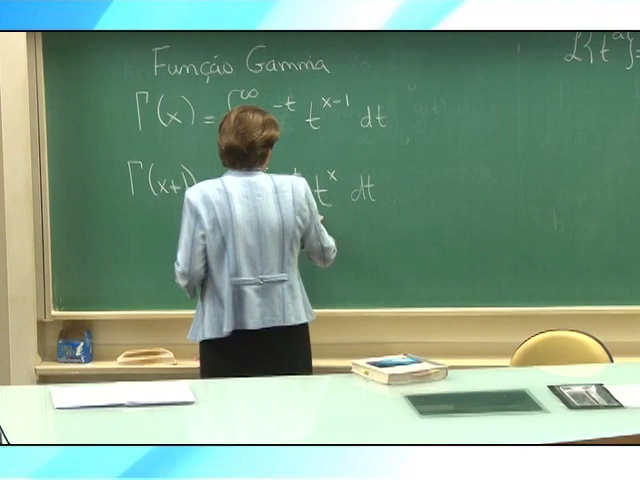 Função Gamma
Γ(x) = ∫ ∞ -t t^x-1 dt
Γ(x+1) -t t^x dt
L{t^a}=